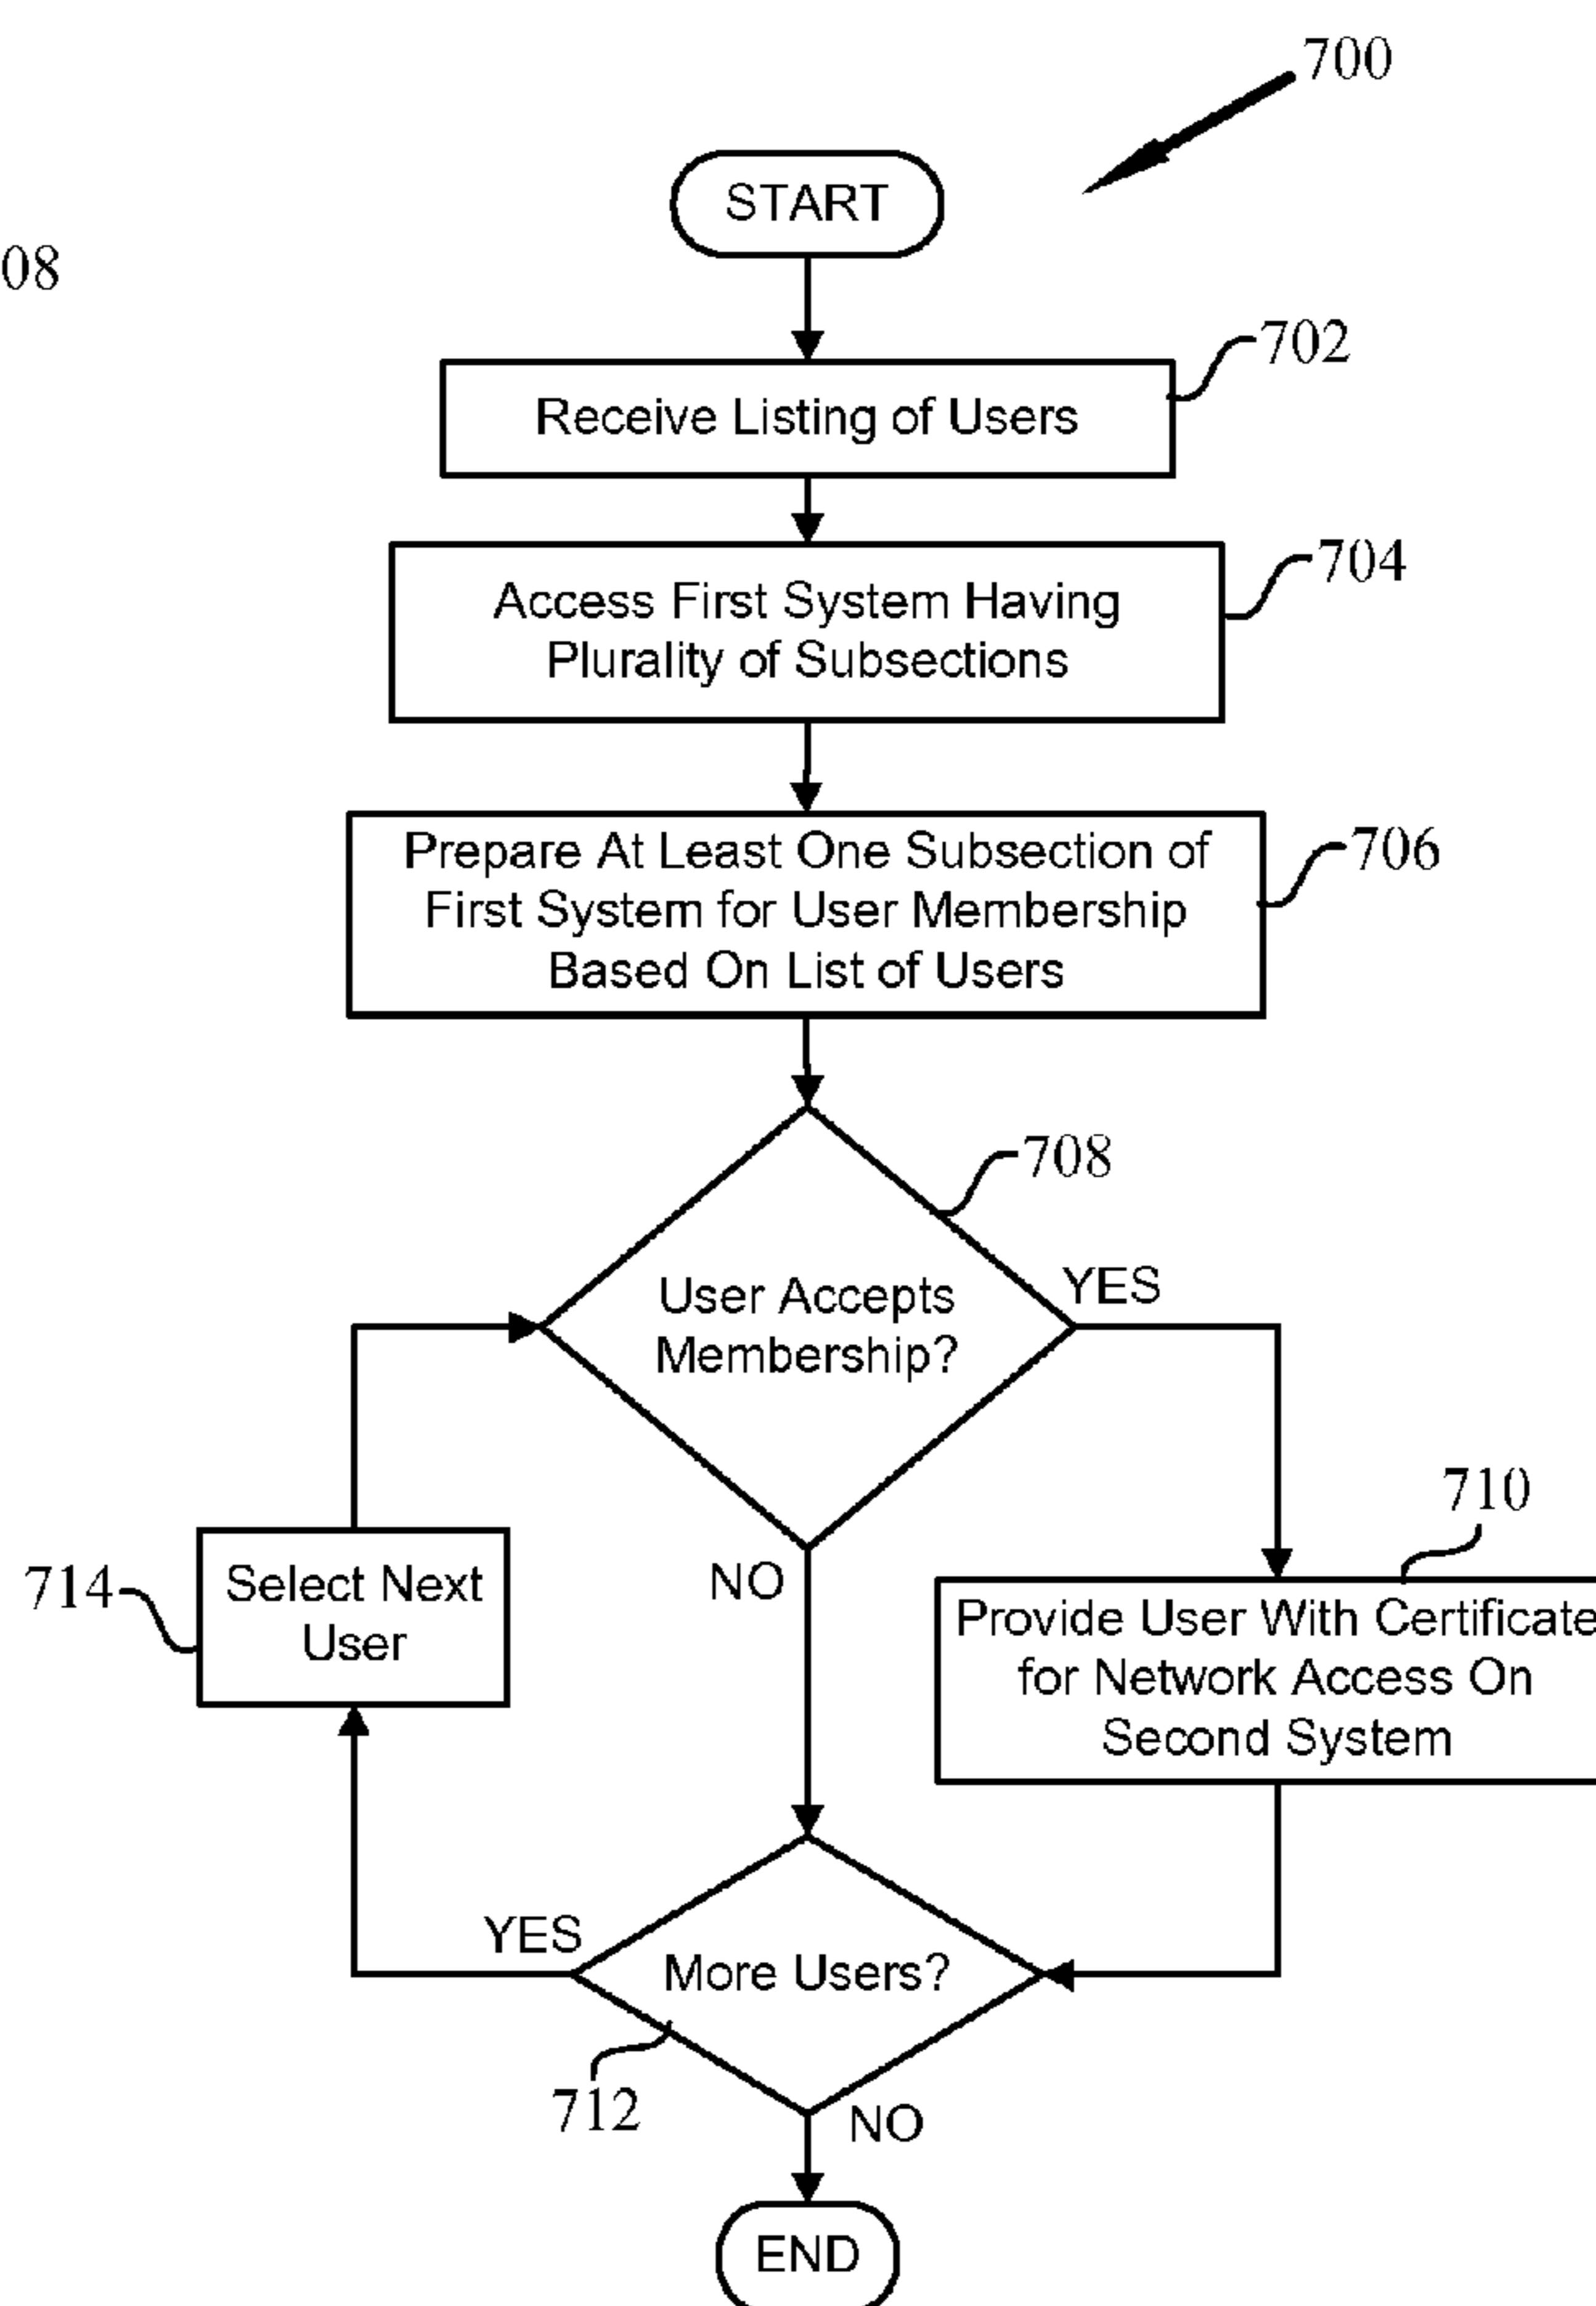 700
START
08
702
Receive Listing of Users
704
Access First System Having
Plurality of Subsections
706
Prepare At Least One Subsection of
First System for User Membership
Based On List of Users
708
User Accepts
Membership?
YES
710
714
Select Next
User
NO
Provide User With Certificate
for Network Access On
Second System
YES
More Users?
712
NO
END